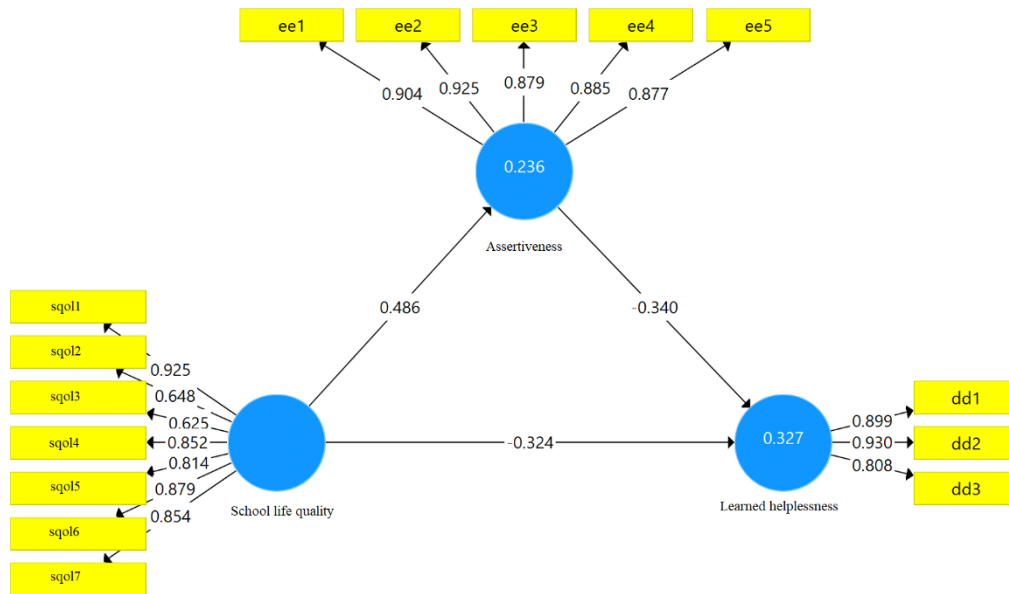 ee1 ee2 ee3 ee4 ee5
0.904 0.925 0.879 0.885 0.877
0.236
Assertiveness
0.486 -0.340
sqol1
sqol2
sqol3
sqol4
sqol5
sqol6
sqol7
0.925
0.648
0.625
0.852
0.814
0.879
0.854
School life quality
-0.324
0.327
Learned helplessness
0.899
0.930
0.808
dd1
dd2
dd3